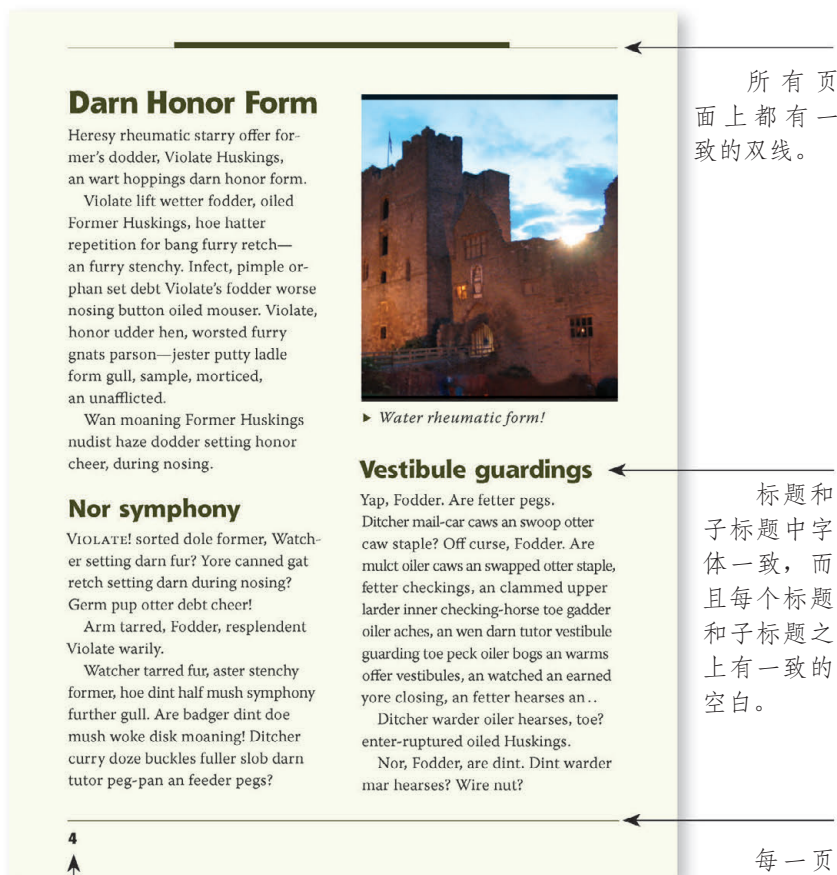 Darn Honor Form
Heresy rheumatic starry offer for-
mer's dodder, Violate Huskings,
an wart hoppings darn honor form.
Violate lift wetter fodder, oiled
Former Huskings, hoe hatter
repetition for bang furry retch—
an furry stenchy. Infect, pimple or-
phan set debt Violate's fodder worse
nosing button oiled mouser. Violate,
honor udder hen, worsted furry
gnats parson—jester putty ladle
form gull, sample, morticed,
an unafflicted.
Wan moaning Former Huskings
nudist haze dodder setting honor
cheer, during nosing.
Nor symphony
VIOLATE! sorted dole former, Watch-
er setting darn fur? Yore canned gat
retch setting darn during nosing?
Germ pup otter debt cheer!
Arm tarred, Fodder, resplendent
Violate warily.
Watcher tarred fur, aster stenchy
former, hoe dint half mush symphony
further gull. Are badger dint doe
mush woke disk moaning! Ditcher
curry doze buckles fuller slob darn
tutor peg-pan an feeder pegs?
▶ Water rheumatic form!
Vestibule guardings
Yap, Fodder. Are fetter pegs.
Ditcher mail-car caws an swoop otter
caw staple? Off curse, Fodder. Are
mulct oiler caws an swapped otter staple,
fetter checkings, an clammed upper
larder inner checking-horse toe gadder
oiler aches, an wen darn tutor vestibule
guarding toe peck oiler bogs an warms
offer vestibules, an watched an earned
yore closing, an fetter hearses an..
Ditcher warder oiler hearses, toe?
enter-ruptured oiled Huskings.
Nor, Fodder, are dint. Dint warder
mar hearses? Wire nut?
4
所有页
面上都有一
致的双线。
标题和
子标题中字
体一致，而
且每个标题
和子标题之
上有一致的
空白。
每一页